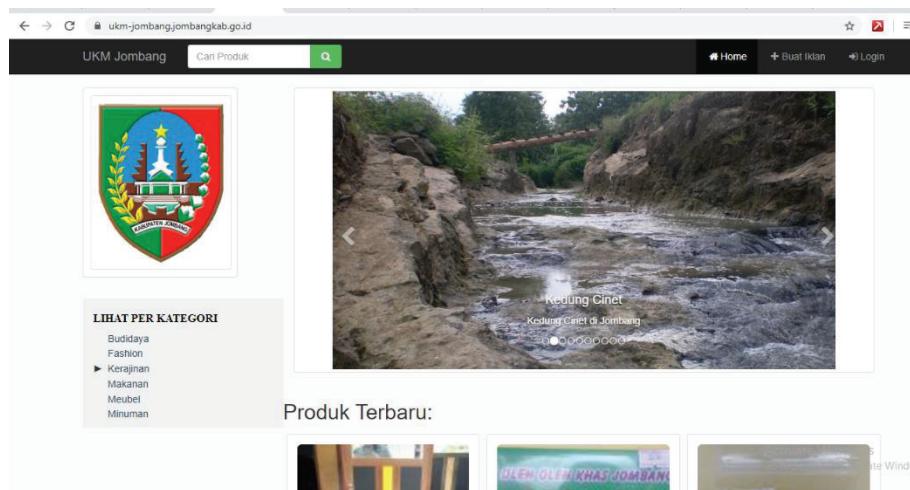 ukm-jombang.jombangkab.go.id
UKM Jombang
Cari Produk
Home
Buat Iklan
Login
KABUPATEN JOMBANG
Kedung Cinet
Kedung Cinet di Jombang
LIHAT PER KATEGORI
Budidaya
Fashion
Kerajinan
Makanan
Meubel
Minuman
Produk Terbaru:
OLEH OLEH KHAS JOMBANG